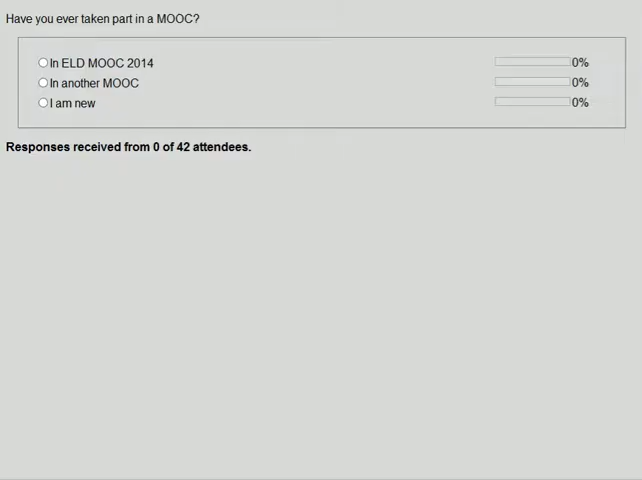 Have you ever taken part in a MOOC?
In ELD MOOC 2014 0%
In another MOOC 0%
I am new 0%
Responses received from 0 of 42 attendees.